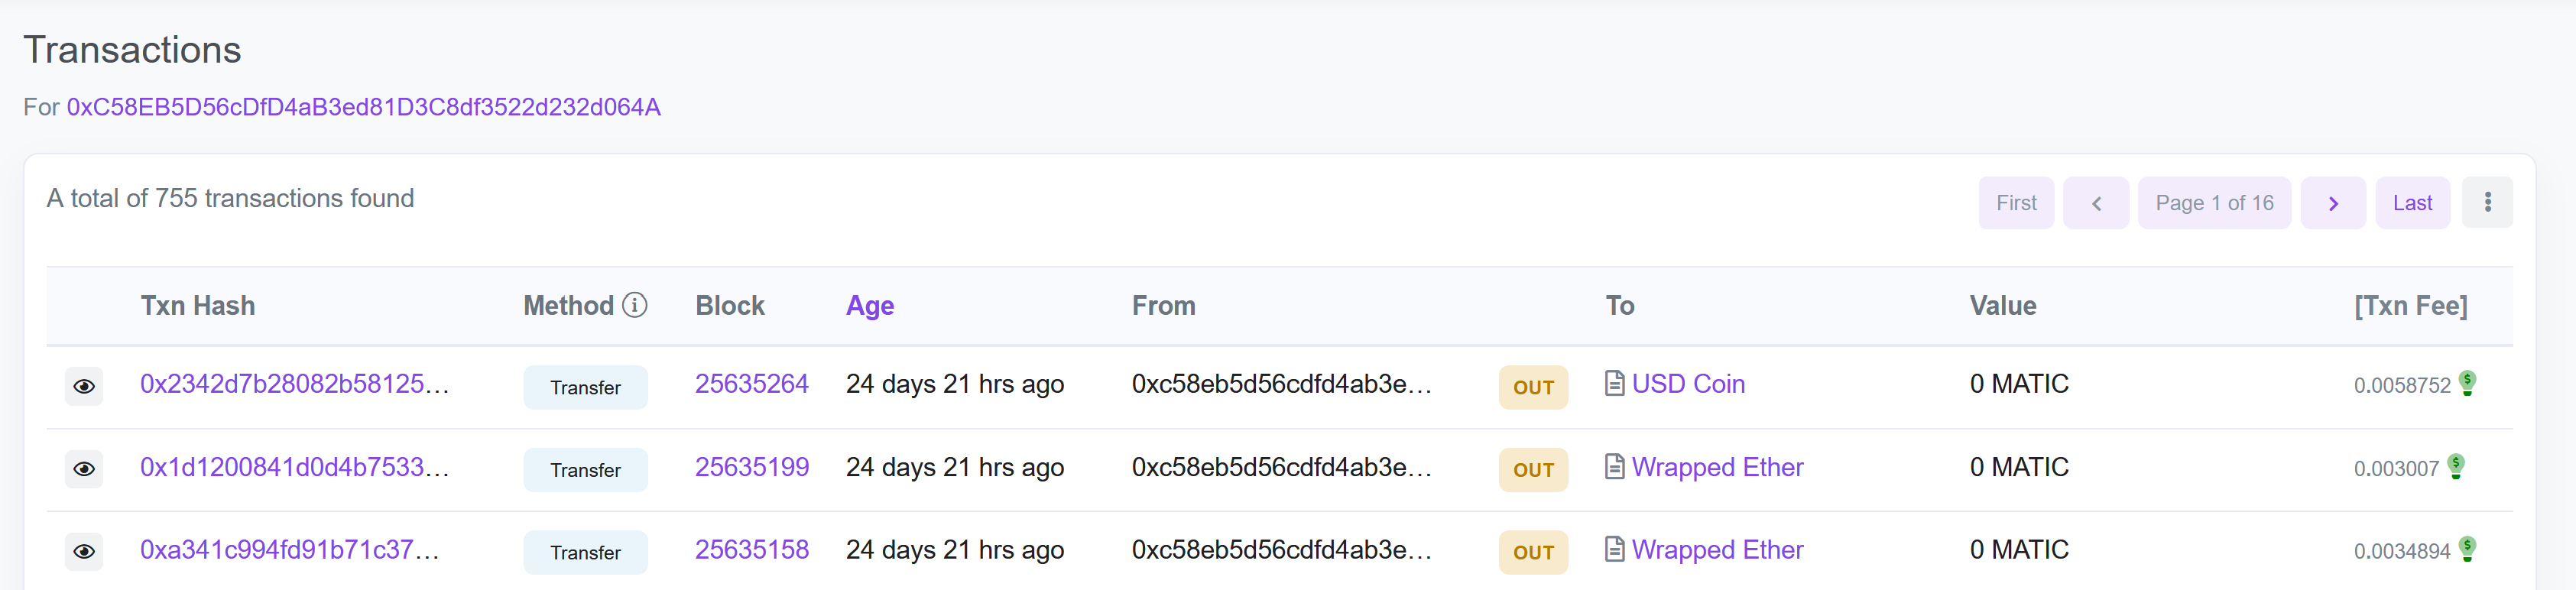 Transactions
For 0xC58EB5D56cDfD4aB3ed81D3C8df3522d232d064A
A total of 755 transactions found
First
Page 1 of 16
Last
Txn Hash Method Block Age From To Value [Txn Fee]
0x2342d7b28082b58125... Transfer 25635264 24 days 21 hrs ago 0xc58eb5d56cdfd4ab3e... OUT USD Coin 0 MATIC 0.0058752
0x1d1200841d0d4b7533... Transfer 25635199 24 days 21 hrs ago 0xc58eb5d56cdfd4ab3e... OUT Wrapped Ether 0 MATIC 0.003007
0xa341c994fd91b71c37... Transfer 25635158 24 days 21 hrs ago 0xc58eb5d56cdfd4ab3e... OUT Wrapped Ether 0 MATIC 0.0034894